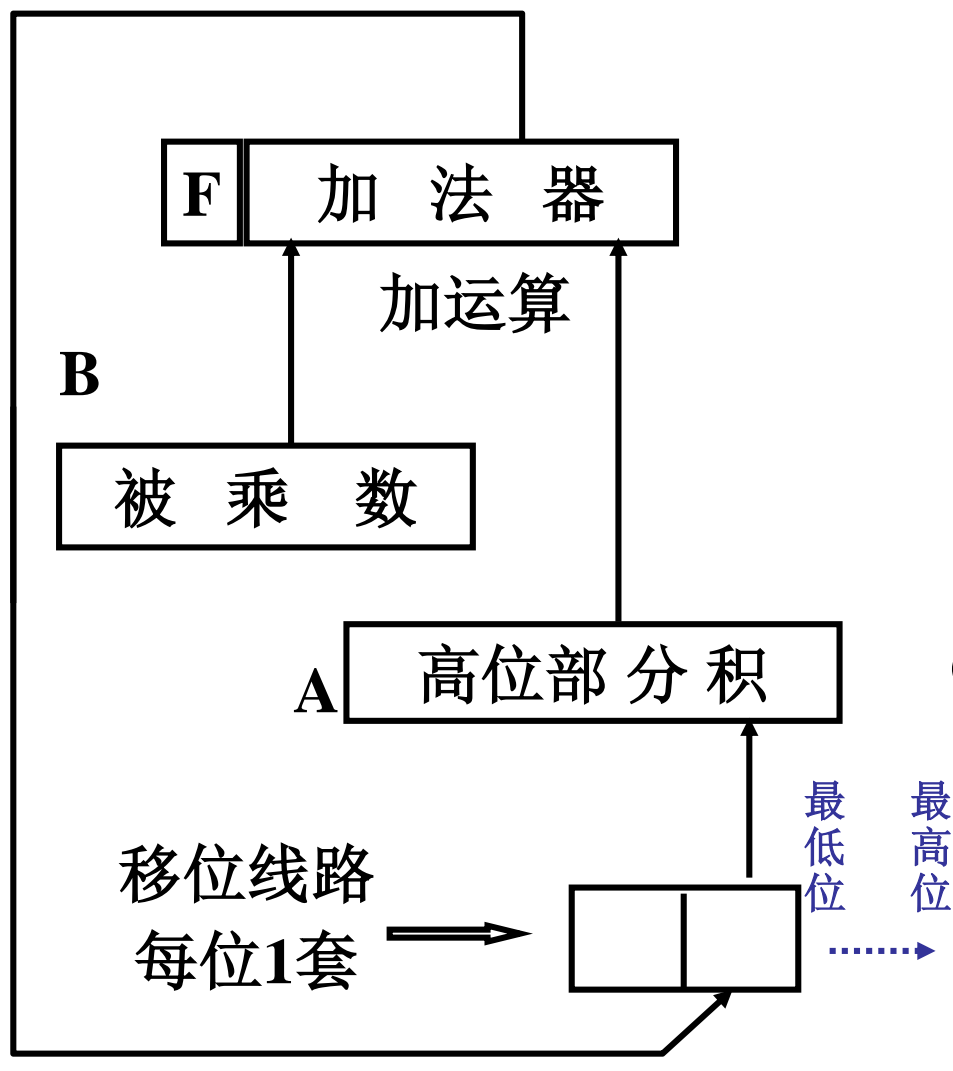 F 加 法 器
加运算
B
被 乘 数
A 高位部 分 积
最低位
最高位
移位线路
每位1套